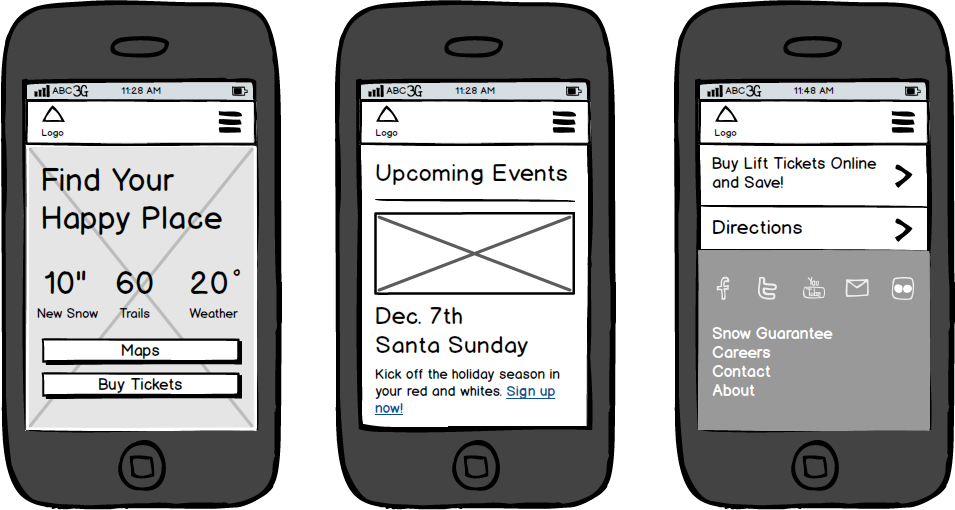 ABC 3G 11:28 AM
Logo
Find Your
Happy Place
10" 60 20°
New Snow Trails Weather
Maps
Buy Tickets
ABC 3G 11:28 AM
Logo
Upcoming Events
Dec. 7th
Santa Sunday
Kick off the holiday season in
your red and whites. Sign up
now!
ABC 3G 11:48 AM
Logo
Buy Lift Tickets Online
and Save!
Directions
f t You Tube
Snow Guarantee
Careers
Contact
About